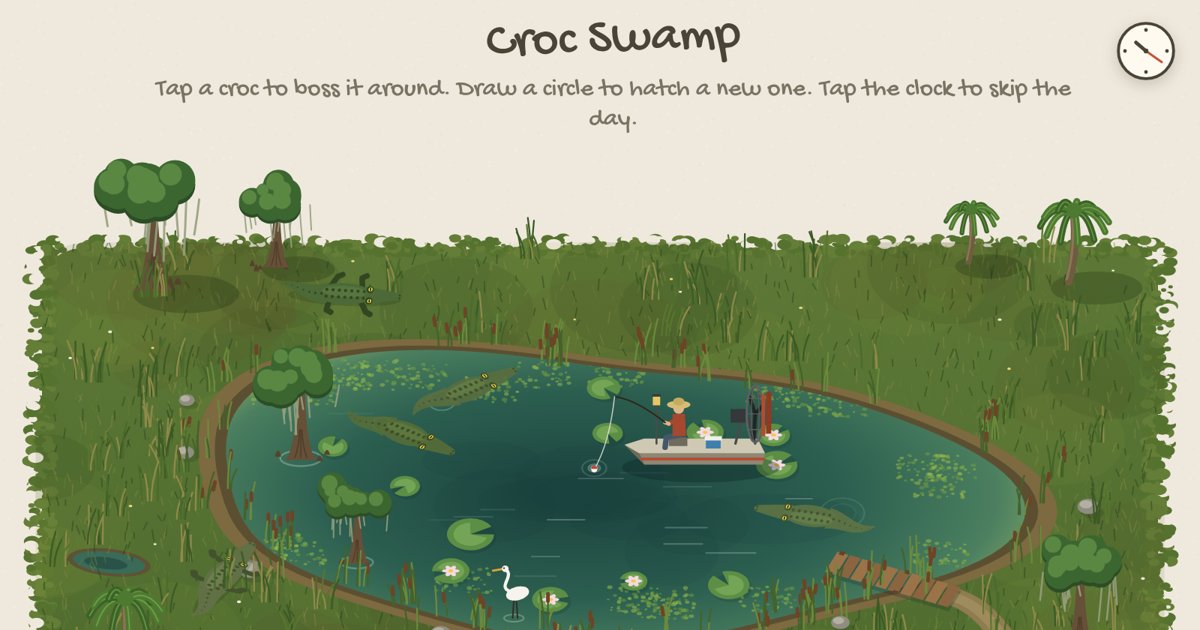 Croc Swamp
Tap a croc to boss it around. Draw a circle to hatch a new one. Tap the clock to skip the
day.